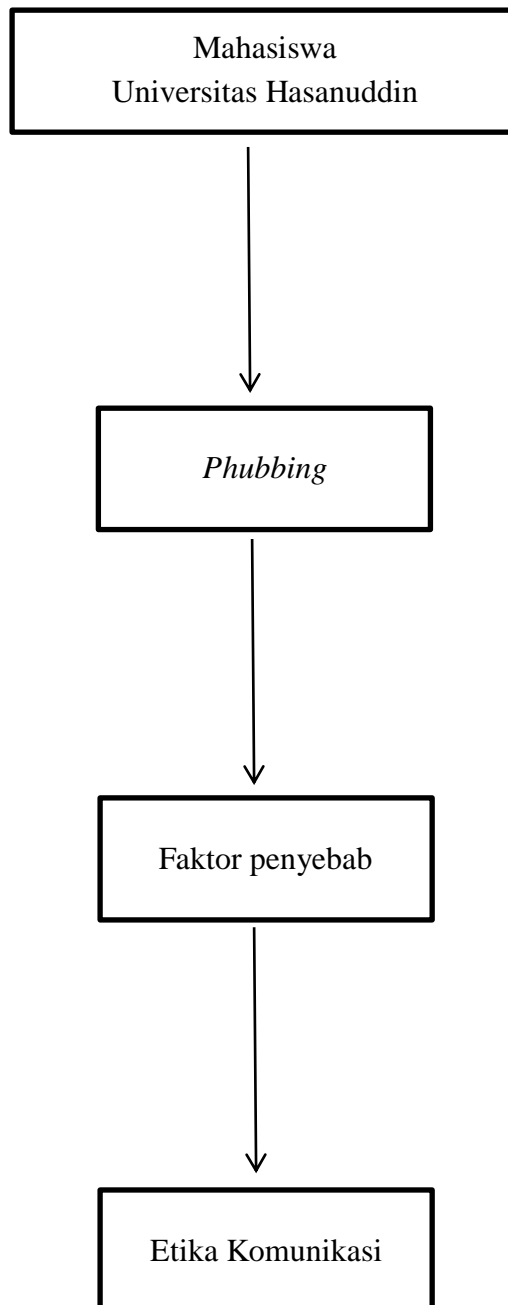 Mahasiswa
Universitas Hasanuddin
Phubbing
Faktor penyebab
Etika Komunikasi